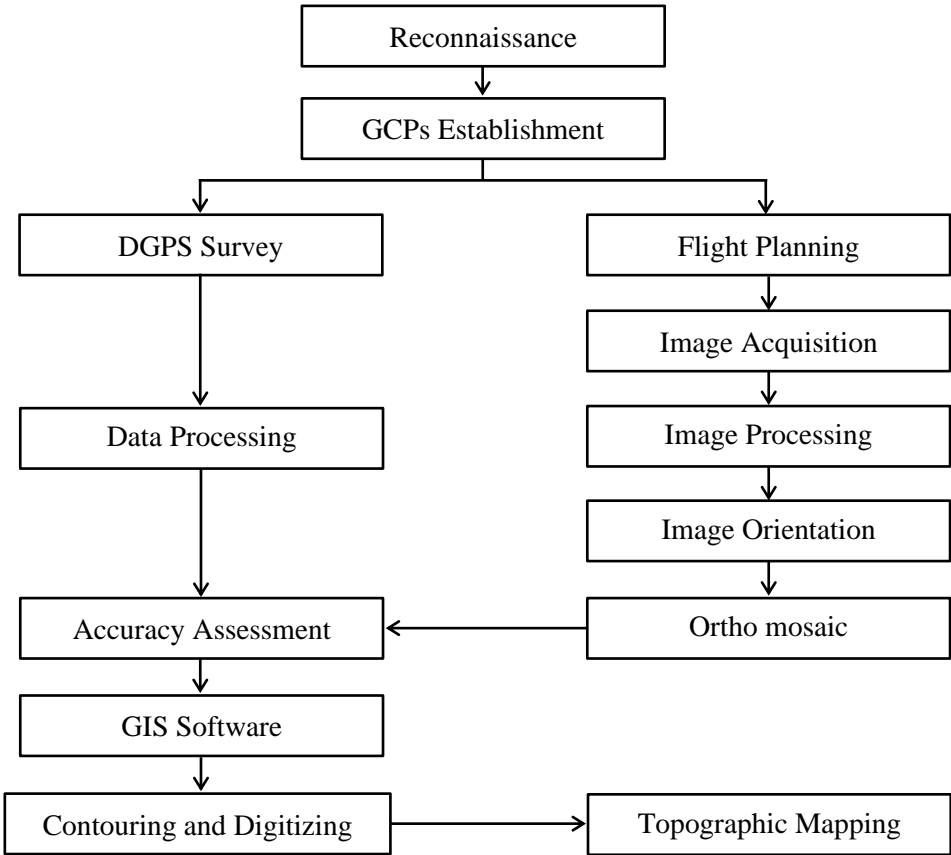 Reconnaissance
GCPs Establishment
DGPS Survey
Flight Planning
Image Acquisition
Data Processing
Image Processing
Image Orientation
Accuracy Assessment
Ortho mosaic
GIS Software
Contouring and Digitizing
Topographic Mapping